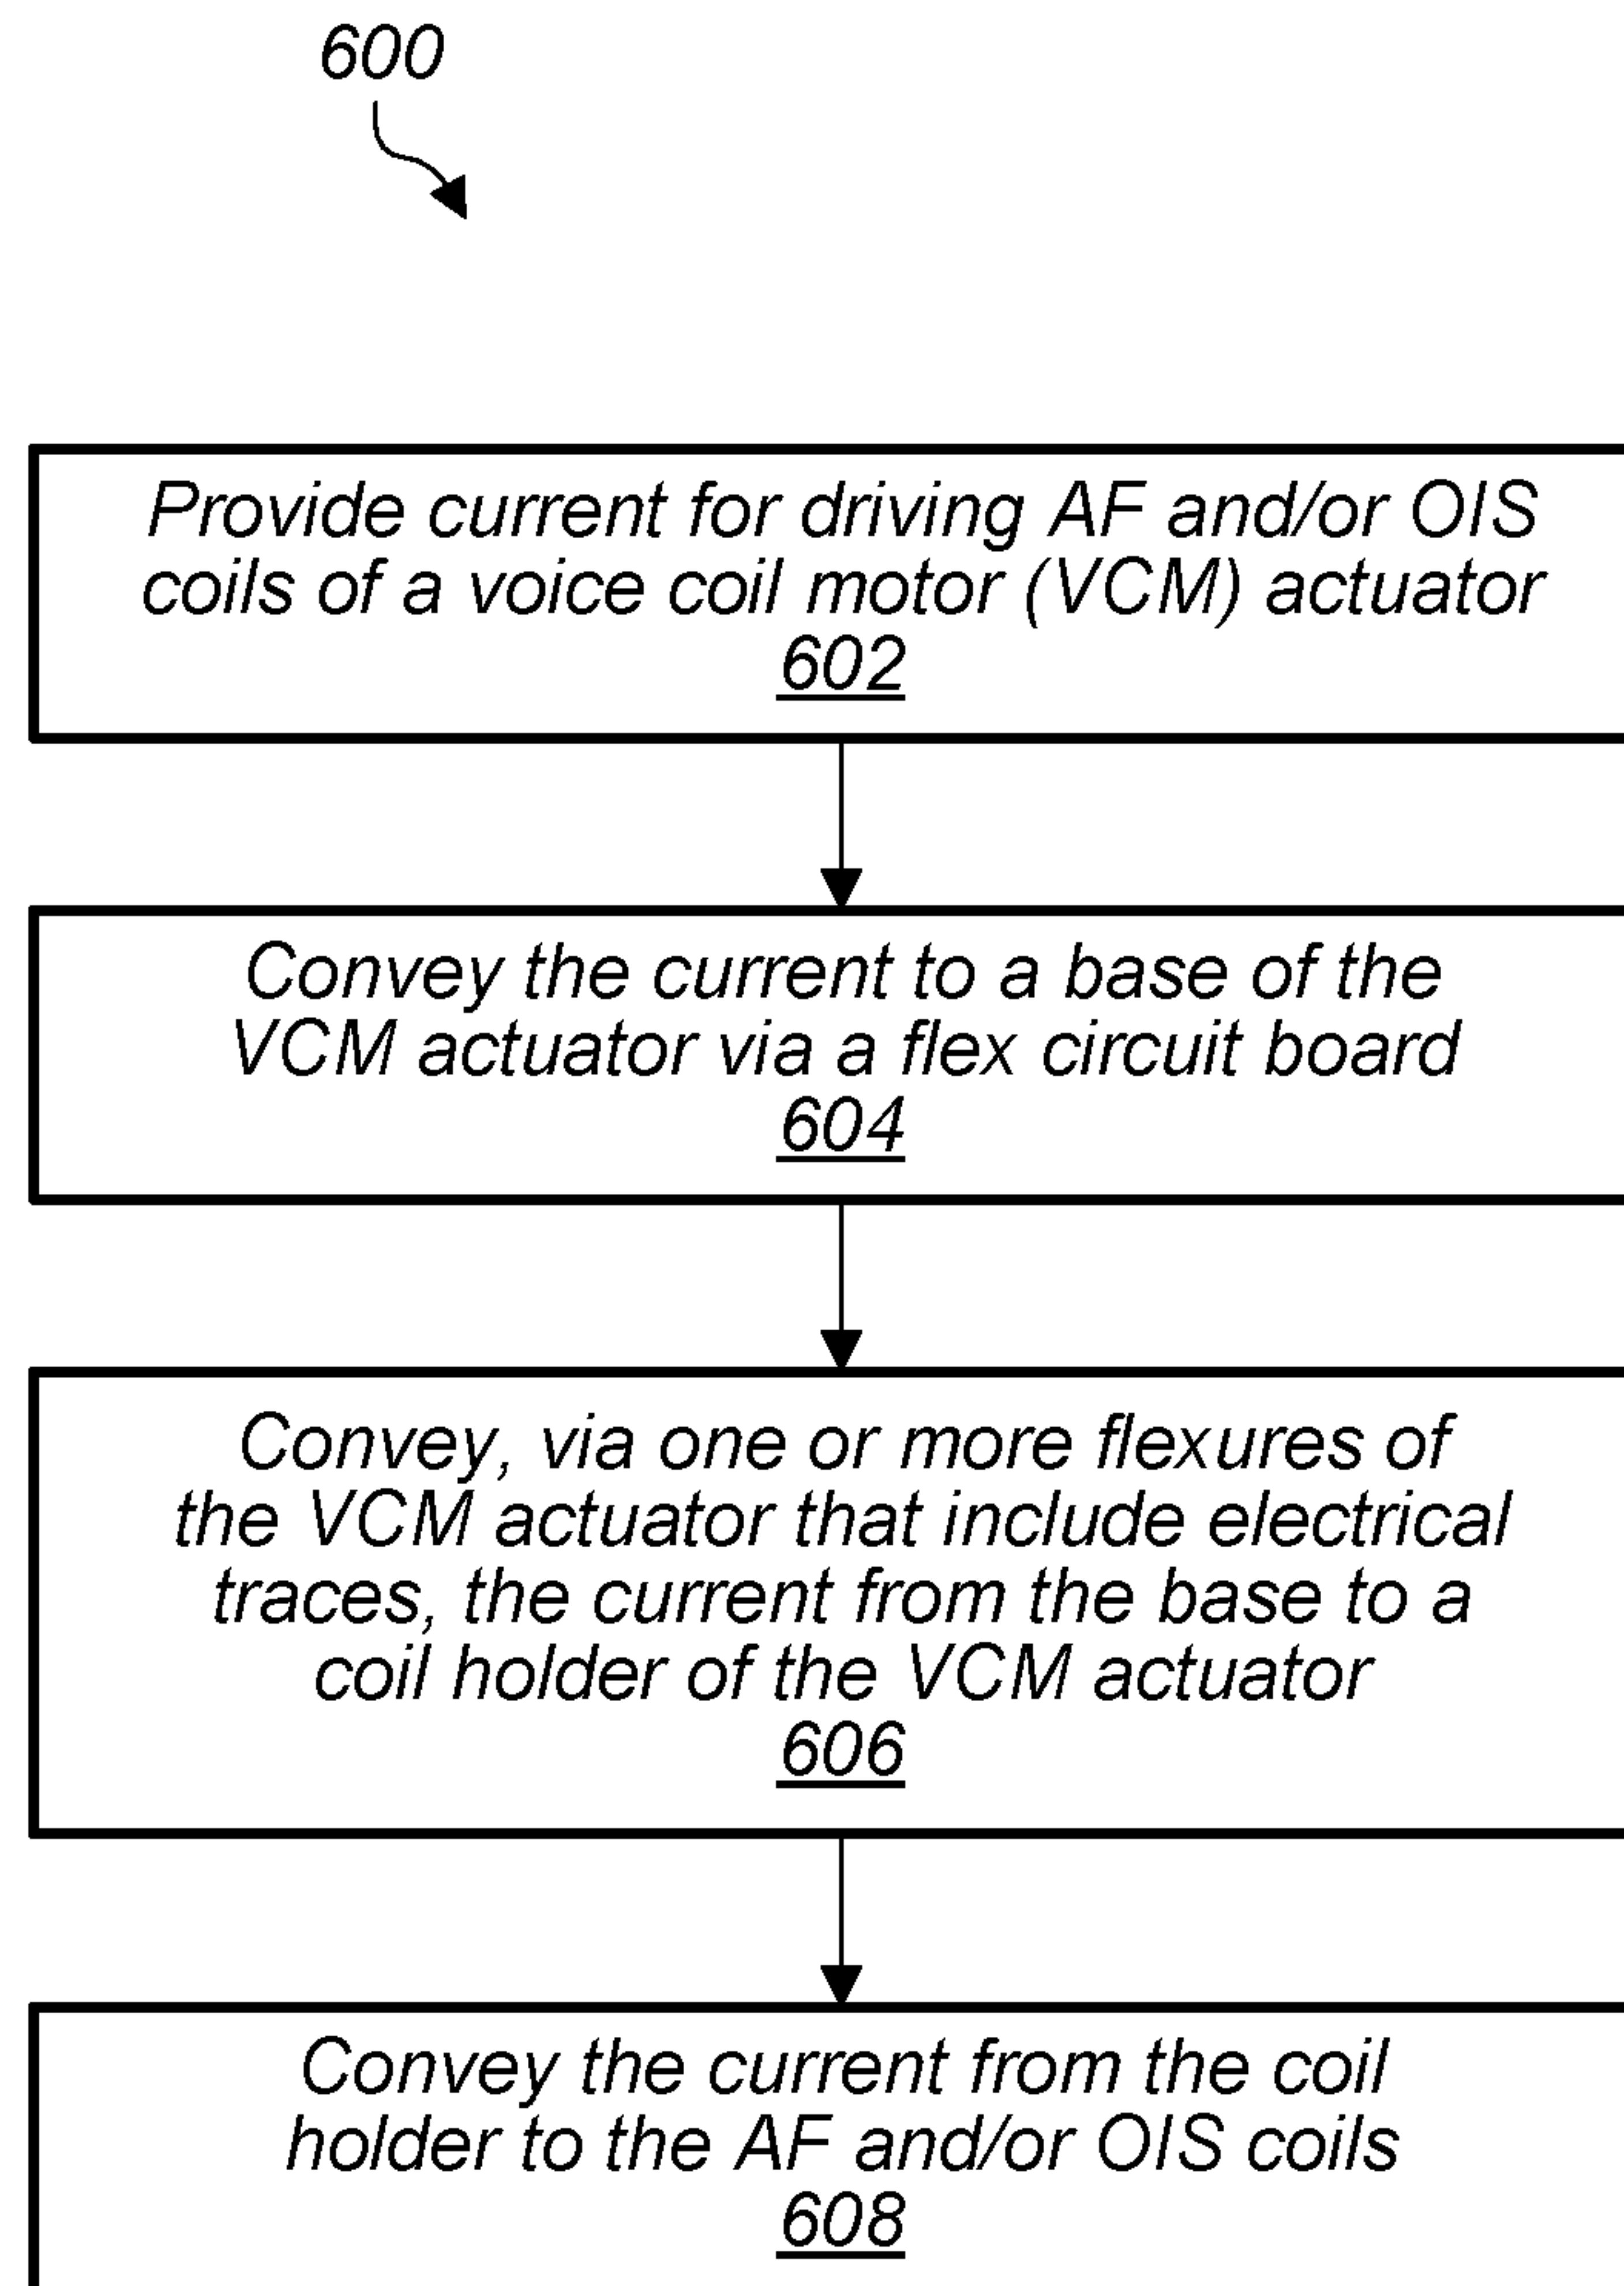 600
Provide current for driving AF and/or OIS
coils of a voice coil motor (VCM) actuator
602
Convey the current to a base of the
VCM actuator via a flex circuit board
604
Convey, via one or more flexures of
the VCM actuator that include electrical
traces, the current from the base to a
coil holder of the VCM actuator
606
Convey the current from the coil
holder to the AF and/or OIS coils
608